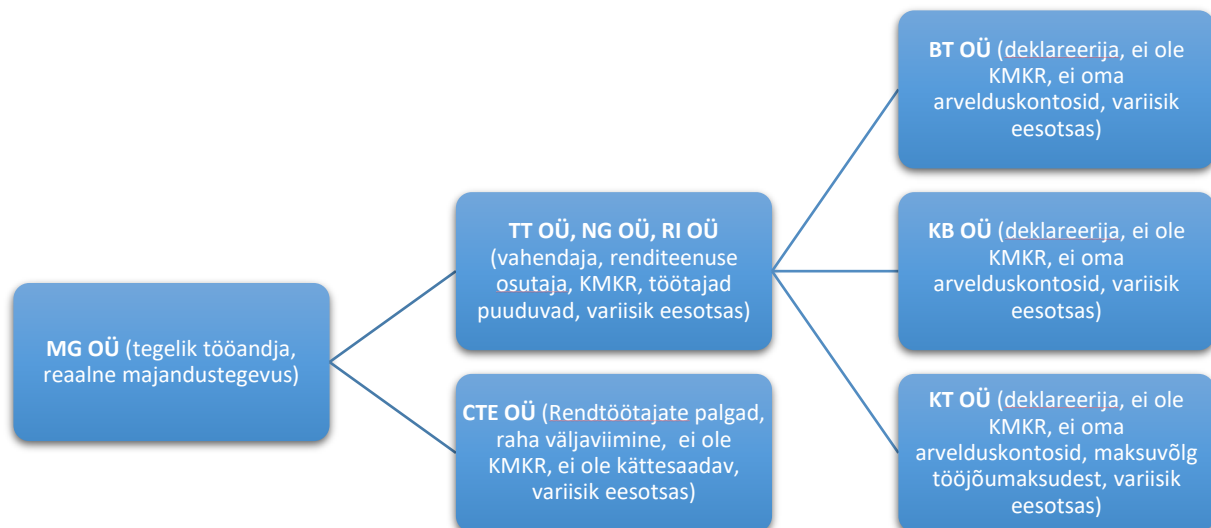 MG OÜ (tegelik tööandja,
reaalne majandustegevus)
TT OÜ, NG OÜ, RI OÜ
(vahendaja, renditeenuse
osutaja, KMKR, töötajad
puuduvad, variisik eesotsas)
CTE OÜ (Rendtöötajate palgad,
raha väljaviimine, ei ole
KMKR, ei ole kättesaadav,
variisik eesotsas)
BT OÜ (deklareerija, ei ole
KMKR, ei oma
arvelduskontosid, variisik
eesotsas)
KB OÜ (deklareerija, ei ole
KMKR, ei oma
arvelduskontosid, variisik
eesotsas)
KT OÜ (deklareerija, ei ole
KMKR, ei oma
arvelduskontosid, maksuvõlg
tööjõumaksudest, variisik
eesotsas)